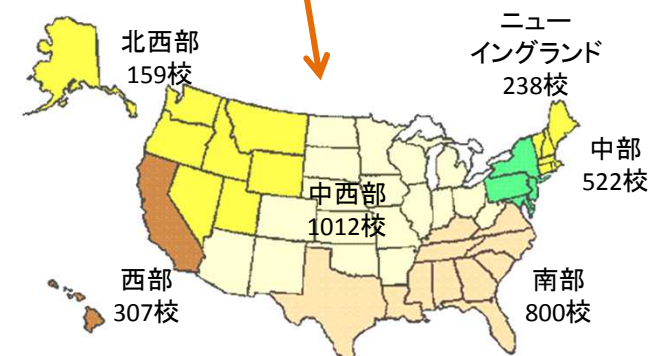 北西部
159校
ニュー
イングランド
238校
中部
522校
中西部
1012校
西部
307校
南部
800校